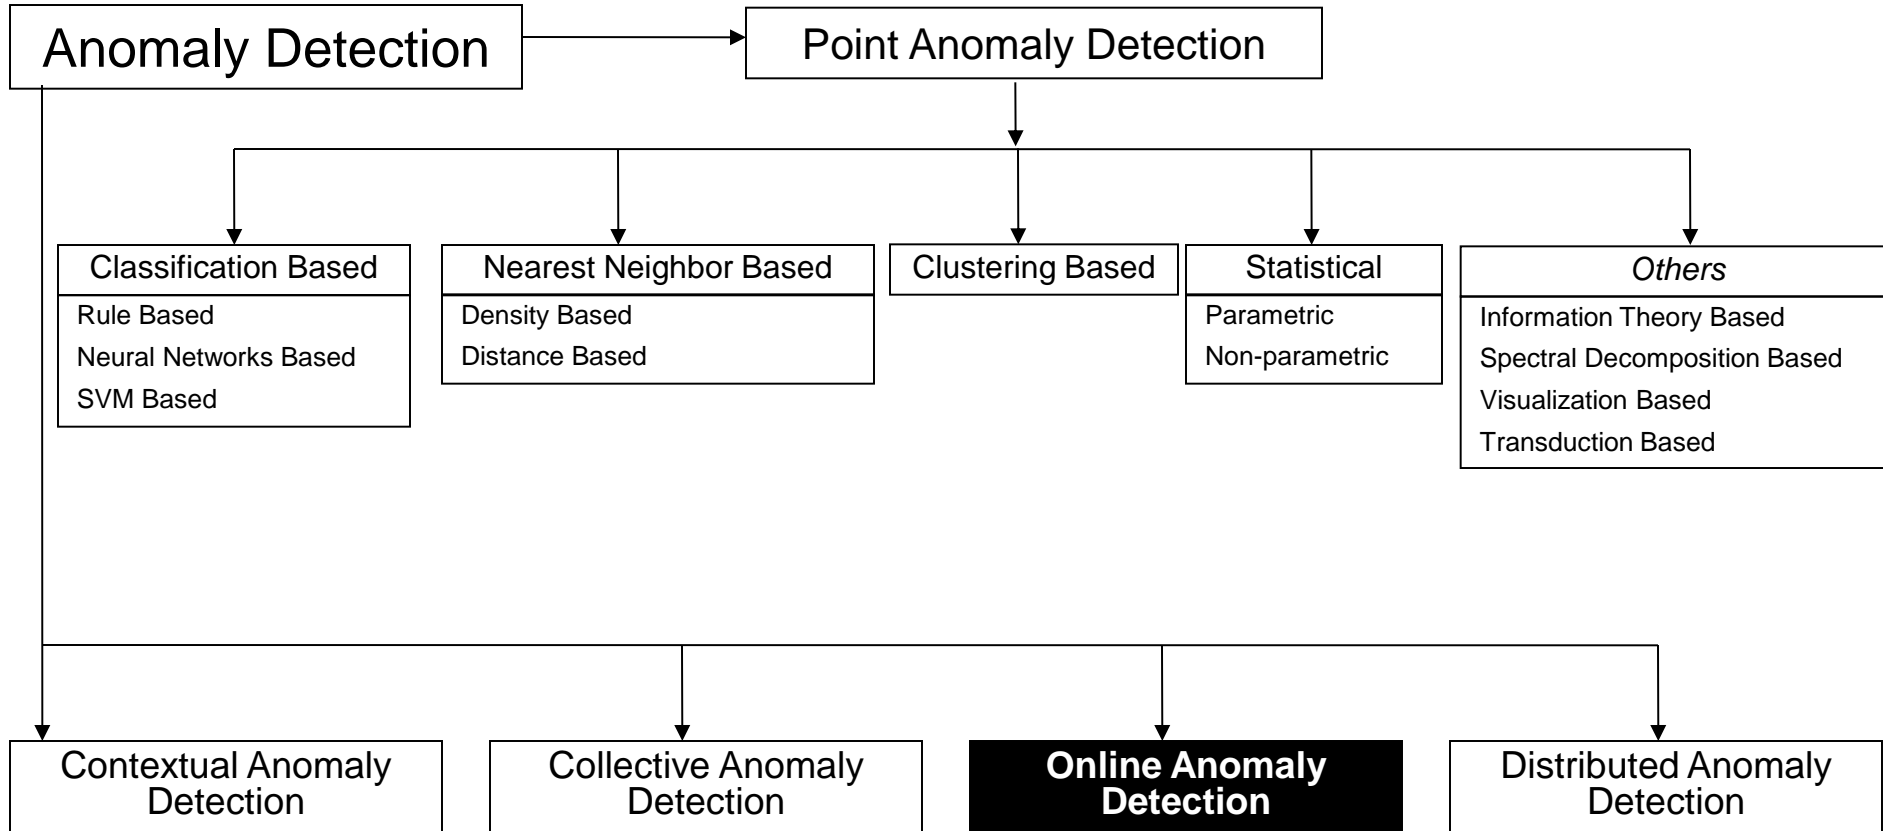 Anomaly Detection
Point Anomaly Detection
Classification Based
Rule Based
Neural Networks Based
SVM Based
Nearest Neighbor Based
Density Based
Distance Based
Clustering Based
Statistical
Parametric
Non-parametric
Others
Information Theory Based
Spectral Decomposition Based
Visualization Based
Transduction Based
Contextual Anomaly
Detection
Collective Anomaly
Detection
Online Anomaly
Detection
Distributed Anomaly
Detection